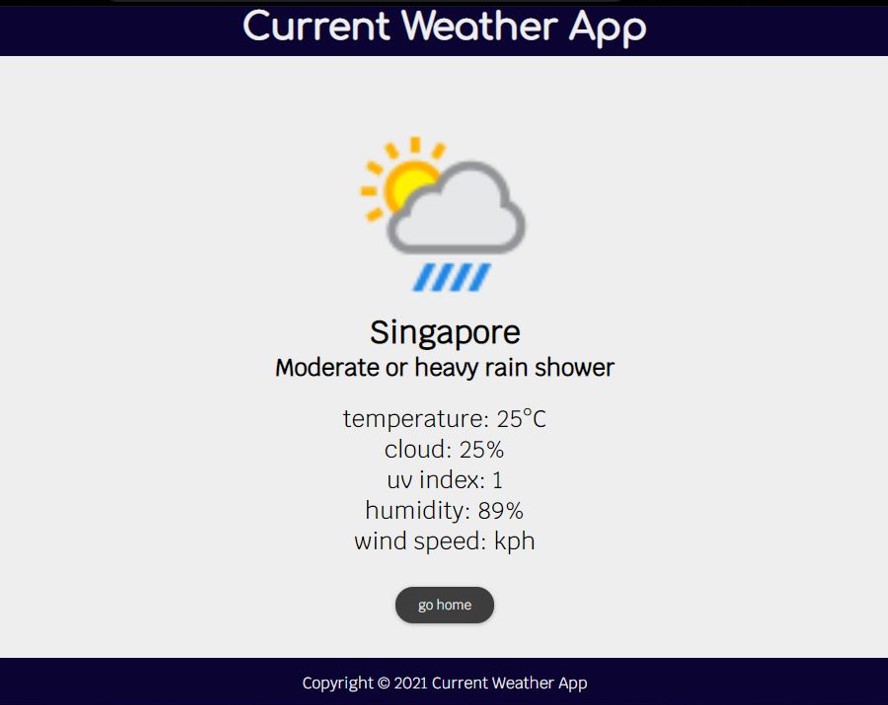 Current Weather App
Singapore
Moderate or heavy rain shower
temperature: 25°C
cloud: 25%
uv index: 1
humidity: 89%
wind speed: kph
go home
Copyright © 2021 Current Weather App